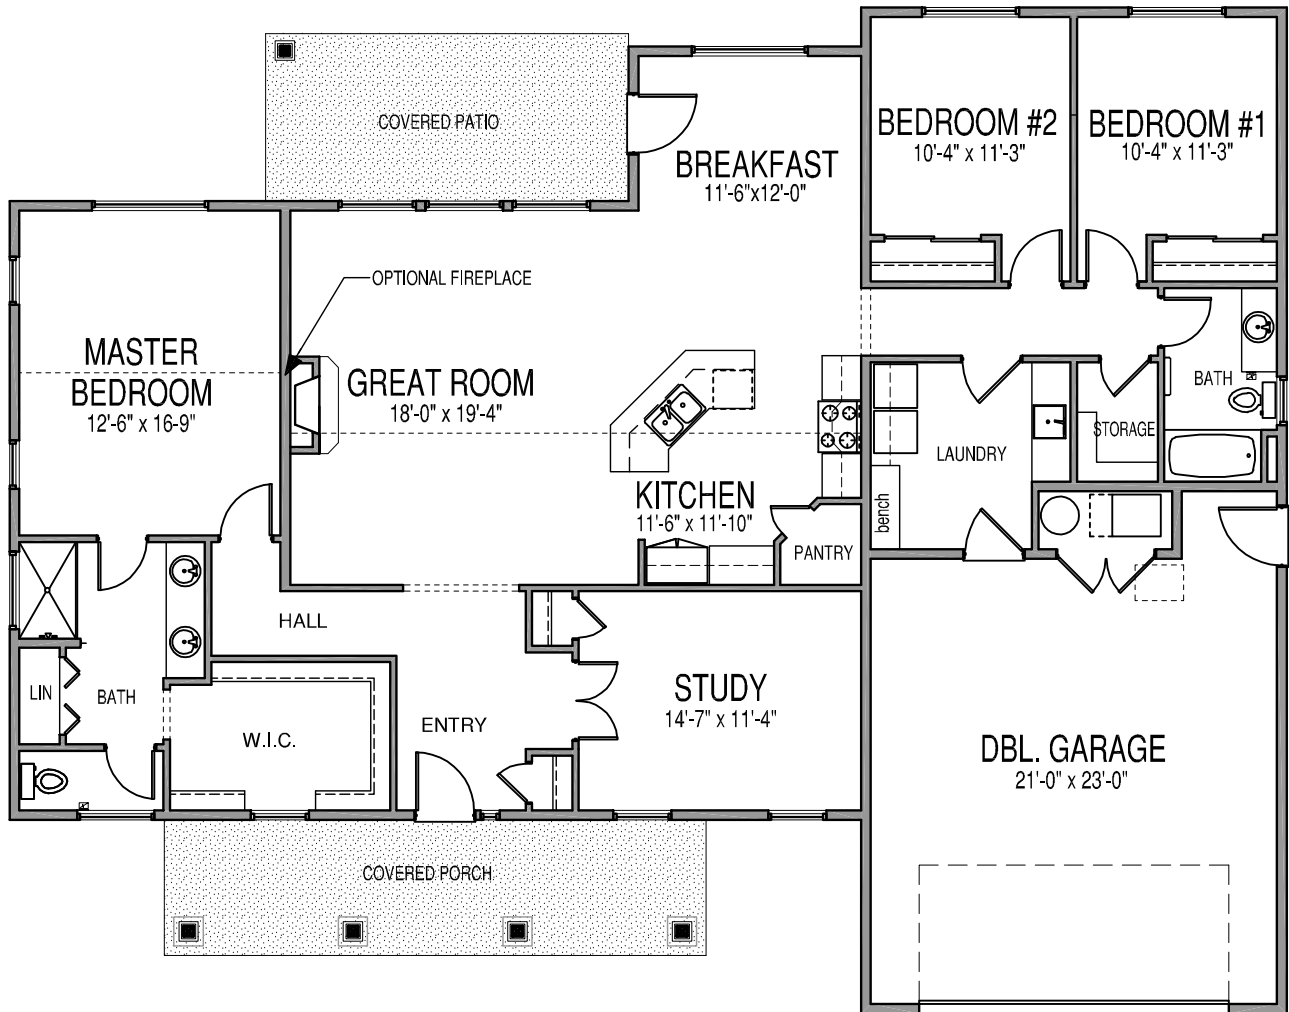 COVERED PATIO
BREAKFAST
11'-6"x12'-0"
BEDROOM #2
10'-4" x 11'-3"
BEDROOM #1
10'-4" x 11'-3"
OPTIONAL FIREPLACE
MASTER
BEDROOM
12'-6" x 16-9"
GREAT ROOM
18'-0" x 19'-4"
BATH
STORAGE
LAUNDRY
bench
KITCHEN
11'-6" x 11'-10"
PANTRY
HALL
LIN
BATH
W.I.C.
ENTRY
STUDY
14'-7" x 11'-4"
DBL. GARAGE
21'-0" x 23'-0"
COVERED PORCH